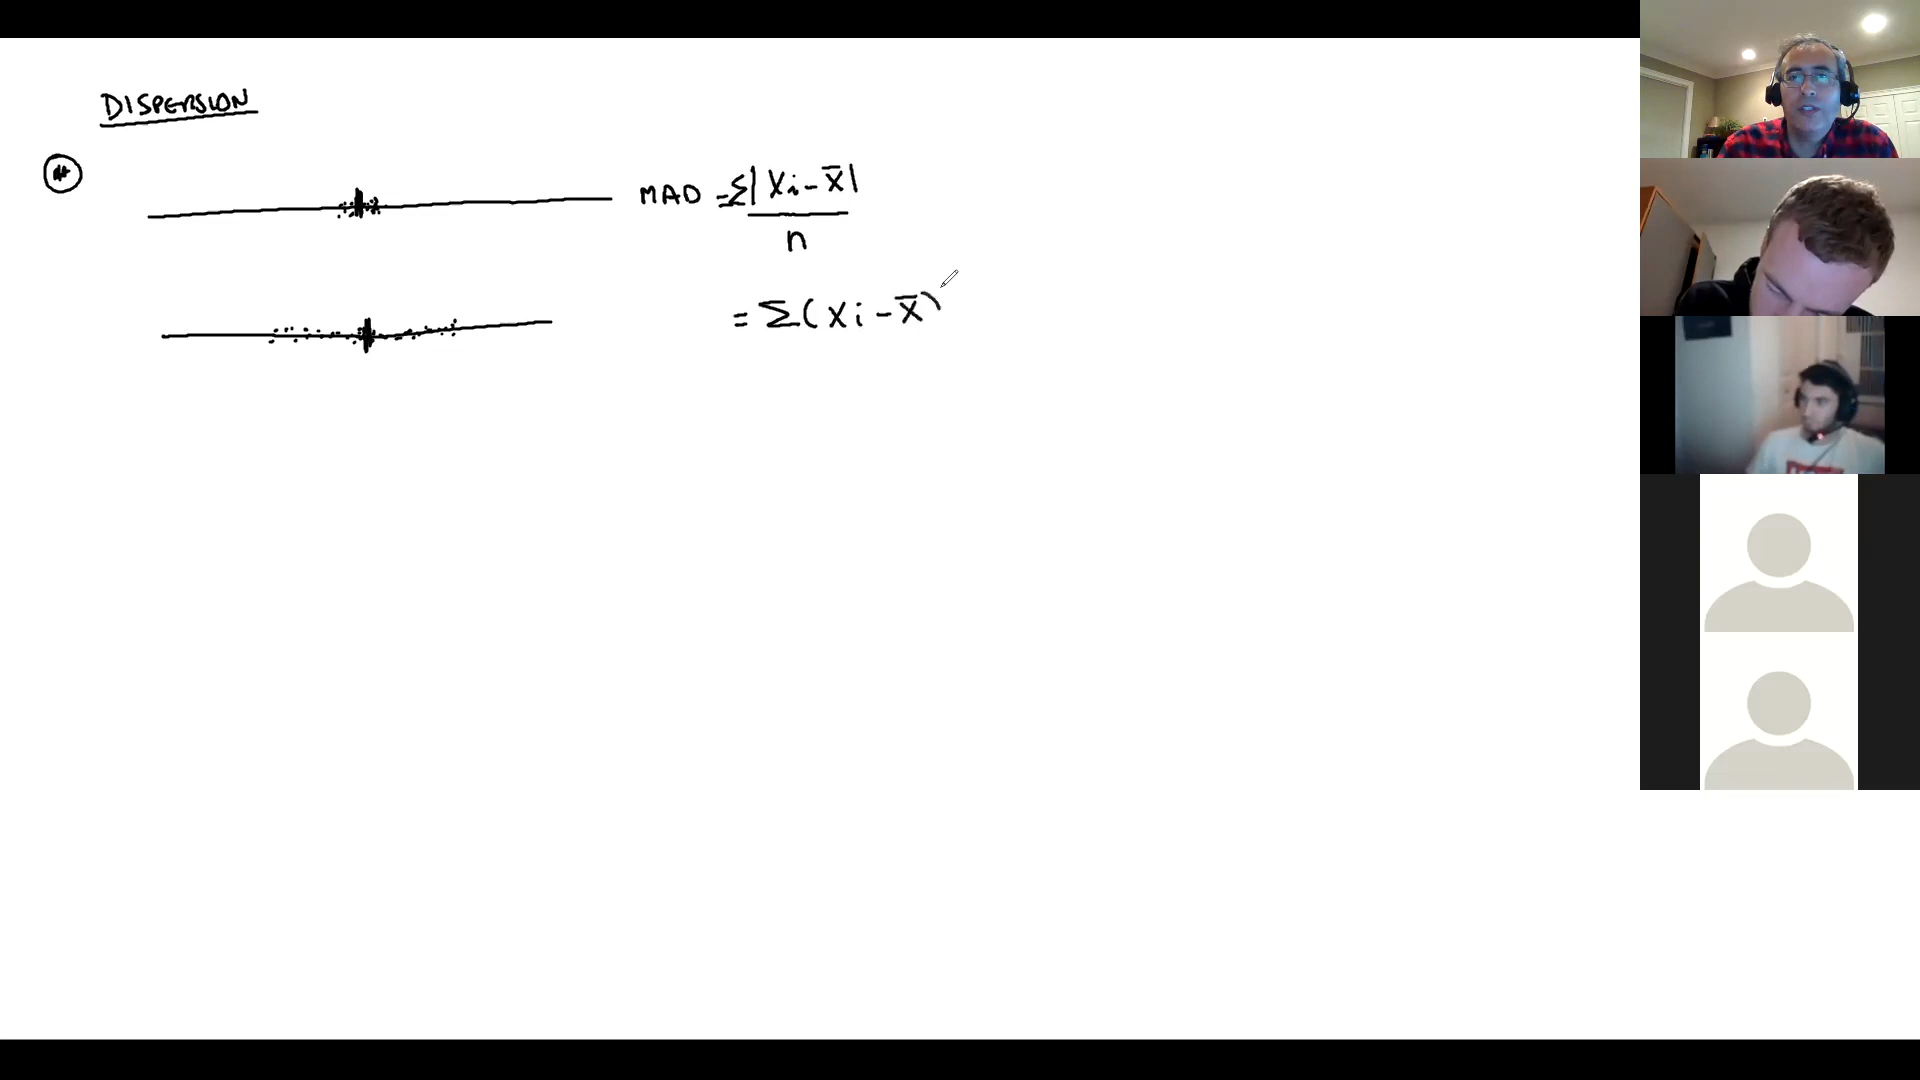 DISPERSION
MAD = Σ|Xi - X̄|
n
= Σ(Xi - X̄)